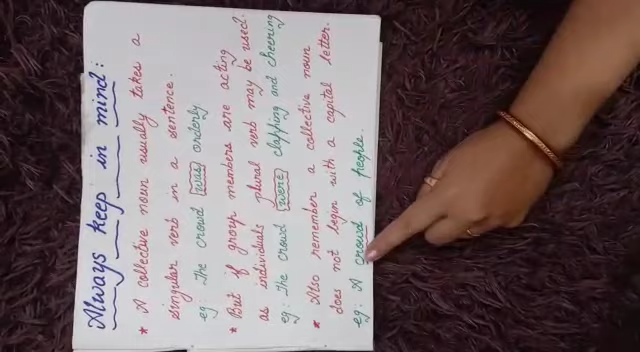 Always keep in mind:
* A collective noun usually takes a
singular verb in a sentence.
eg: The crowd was orderly
* But if group members are acting
as individuals plural verb may be used.
eg: the crowd were clapping and cheering
* Also remember a collective noun
does not begin with a capital letter.
eg: A crowd of people.